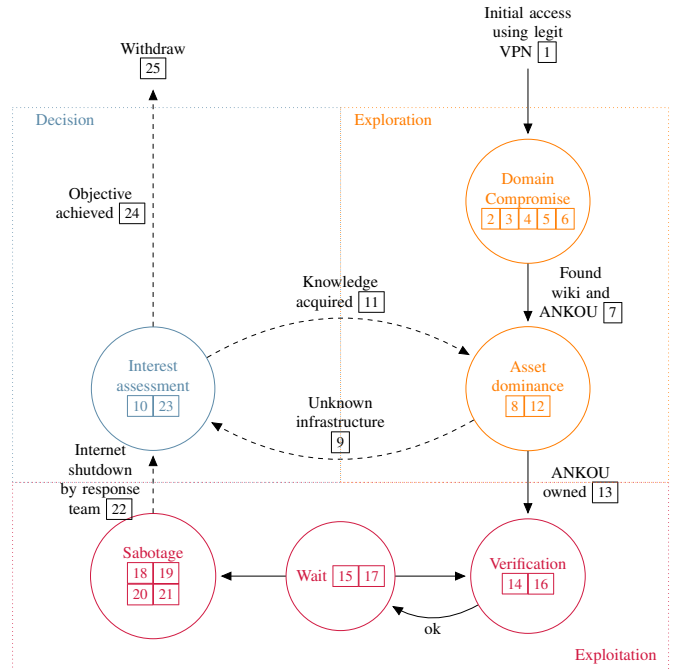 Initial access
using legit
VPN 1
Withdraw
25
Decision
Exploration
Domain
Compromise
2 3 4 5 6
Objective
achieved 24
Found
wiki and
ANKOU 7
Knowledge
acquired 11
Interest
assessment
10 23
Asset
dominance
8 12
Unknown
infrastructure
9
Internet
shutdown
by response
team 22
ANKOU
owned 13
Sabotage
18 19
20 21
Wait 15 17
Verification
14 16
ok
Exploitation